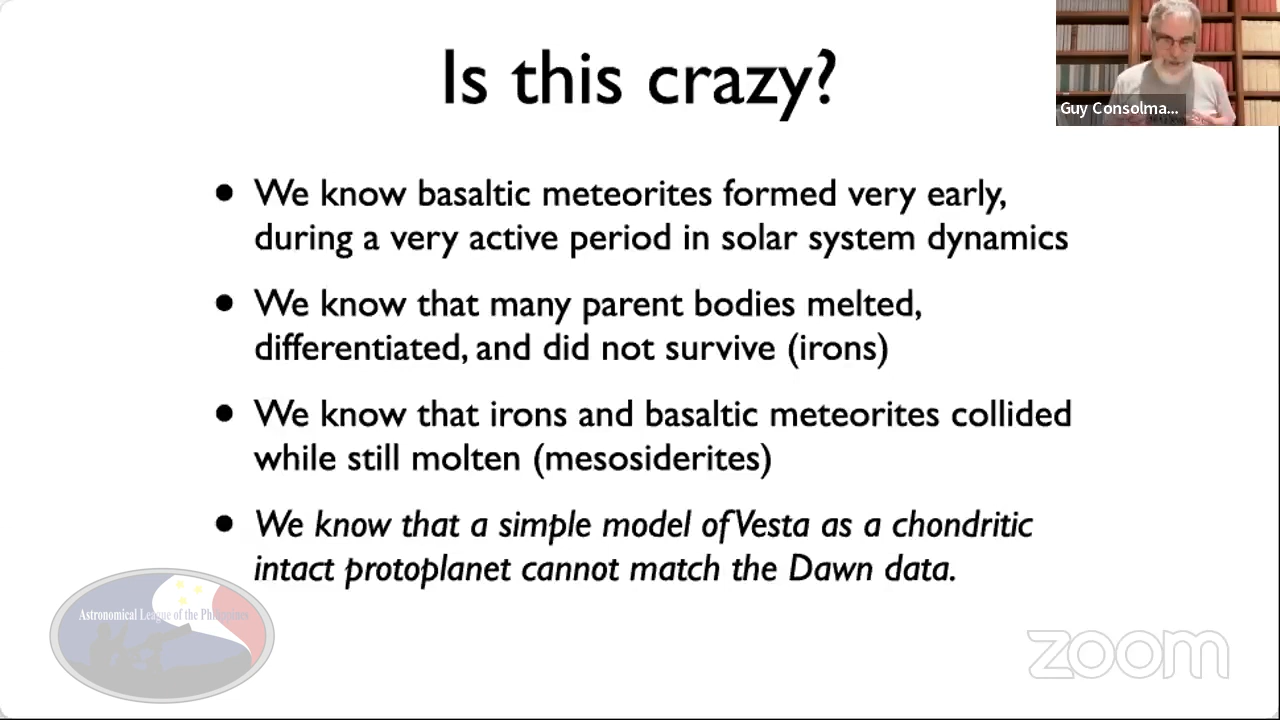 Is this crazy?
Guy Consolma...
• We know basaltic meteorites formed very early,
during a very active period in solar system dynamics
• We know that many parent bodies melted,
differentiated, and did not survive (irons)
• We know that irons and basaltic meteorites collided
while still molten (mesosiderites)
• We know that a simple model of Vesta as a chondritic
intact protoplanet cannot match the Dawn data.
Astronomical League of the Philippines
zoom